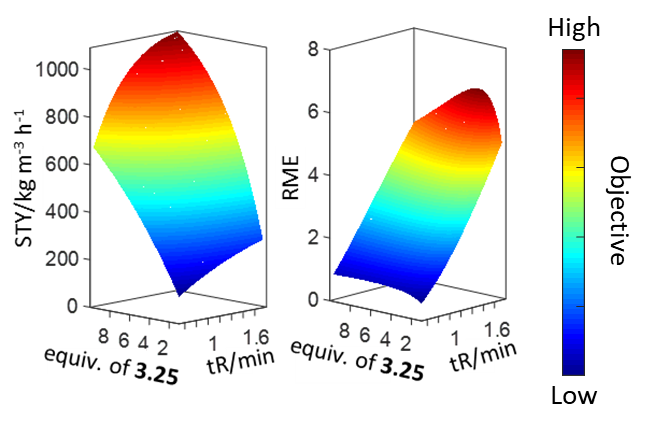 High
STY/kg m⁻³ h⁻¹
1000
800
600
400
200
0
8 6 4 2
1 1.6
equiv. of 3.25
tR/min
RME
8
6
4
2
0
8 6 4 2
1 1.6
equiv. of 3.25
tR/min
Objective
Low